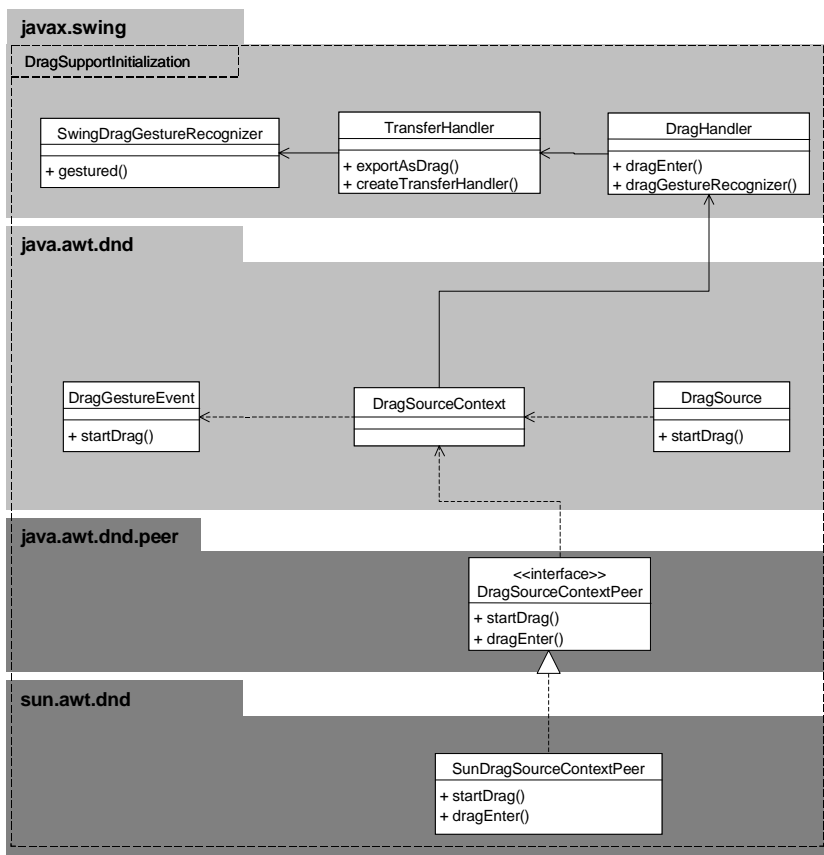 javax.swing
DragSupportInitialization
SwingDragGestureRecognizer
+ gestured()
TransferHandler
+ exportAsDrag()
+ createTransferHandler()
DragHandler
+ dragEnter()
+ dragGestureRecognizer()
java.awt.dnd
DragGestureEvent
+ startDrag()
DragSourceContext
DragSource
+ startDrag()
java.awt.dnd.peer
<<interface>>
DragSourceContextPeer
+ startDrag()
+ dragEnter()
sun.awt.dnd
SunDragSourceContextPeer
+ startDrag()
+ dragEnter()